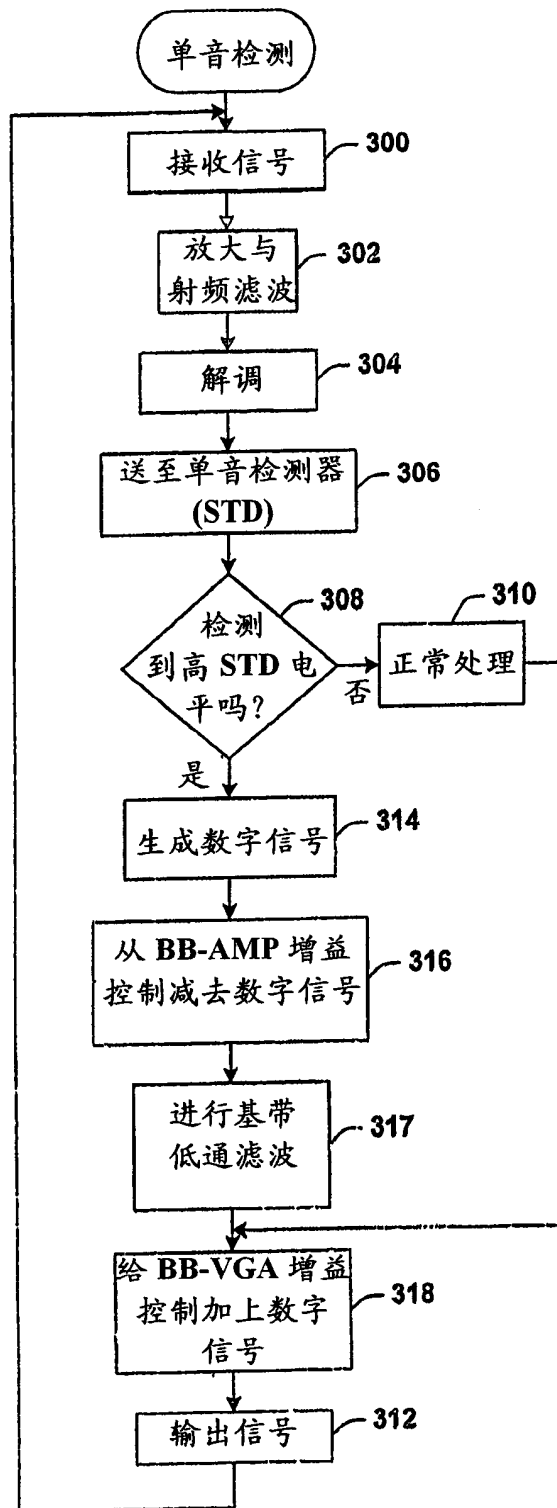 单音检测
接收信号
300
放大与
射频滤波
302
解调
304
送至单音检测器
(STD)
306
检测
到高 STD 电
平吗?
308
否
正常处理
310
是
生成数字信号
314
从 BB-AMP 增益
控制减去数字信号
316
进行基带
低通滤波
317
给 BB-VGA 增益
控制加上数字
信号
318
输出信号
312